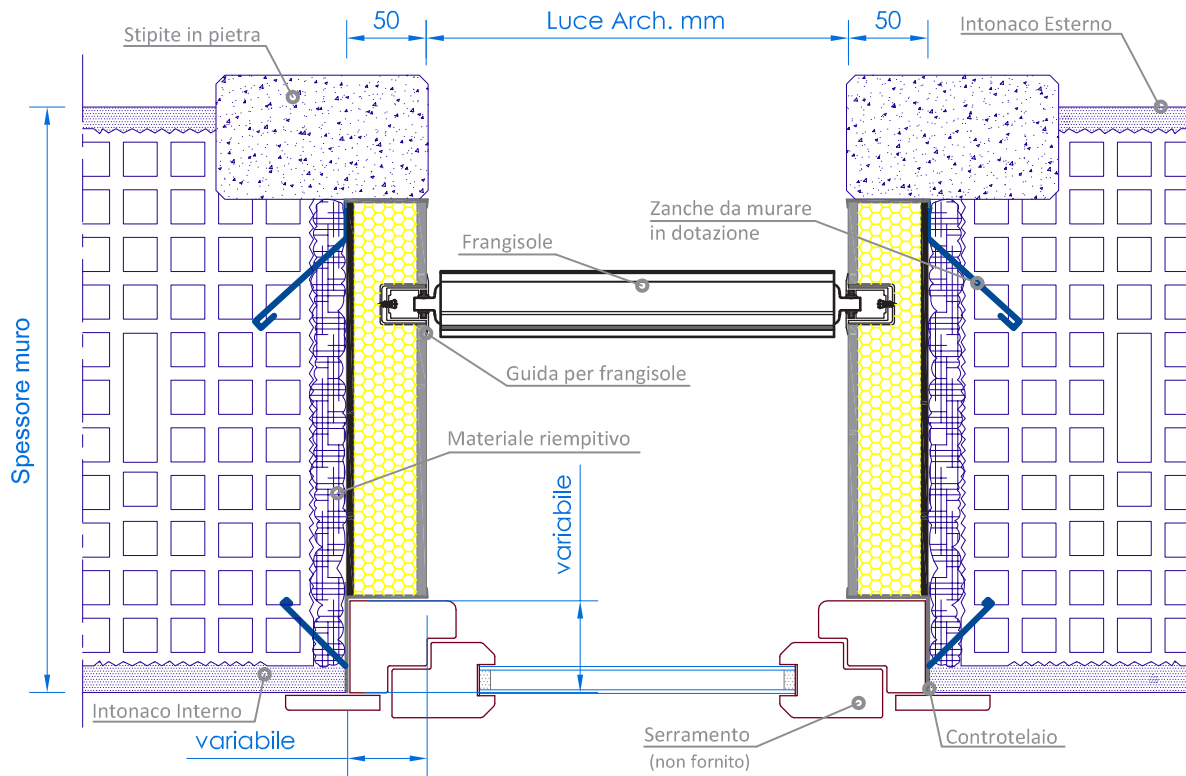 50
Luce Arch. mm
50
Stipite in pietra
Intonaco Esterno
Zanche da murare
in dotazione
Frangisole
Guida per frangisole
Spessore muro
Materiale riempitivo
variabile
Intonaco Interno
variabile
Serramento
(non fornito)
Controtelaio